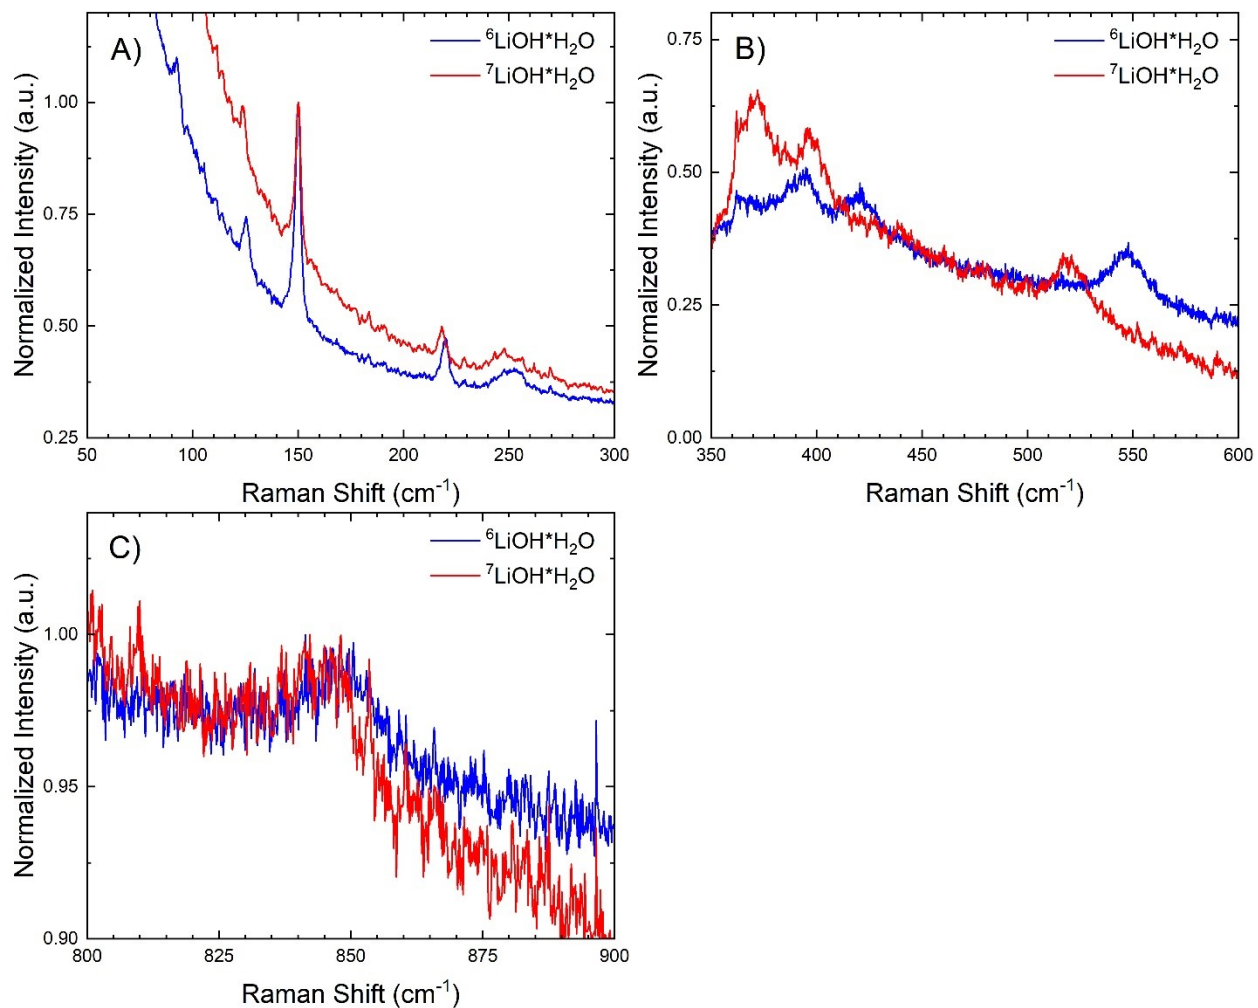 A)
⁶LiOH*H₂O
⁷LiOH*H₂O
Normalized Intensity (a.u.)
1.00
0.75
0.50
0.25
50 100 150 200 250 300
Raman Shift (cm⁻¹)
B)
⁶LiOH*H₂O
⁷LiOH*H₂O
Normalized Intensity (a.u.)
0.75
0.50
0.25
0.00
350 400 450 500 550 600
Raman Shift (cm⁻¹)
C)
⁶LiOH*H₂O
⁷LiOH*H₂O
Normalized Intensity (a.u.)
1.00
0.95
0.90
800 825 850 875 900
Raman Shift (cm⁻¹)